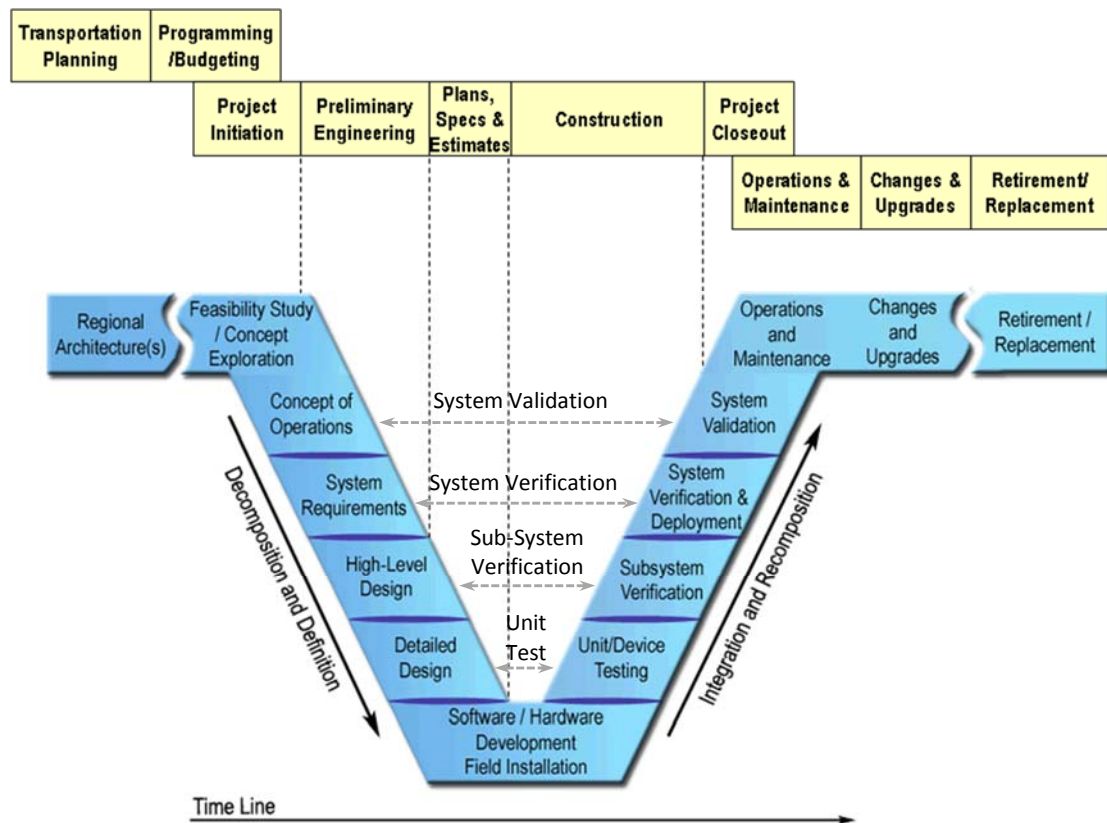 Transportation
Planning
Programming
/Budgeting
Project
Initiation
Preliminary
Engineering
Plans,
Specs &
Estimates
Construction
Project
Closeout
Operations &
Maintenance
Changes &
Upgrades
Retirement/
Replacement
Regional
Architecture(s)
Feasibility Study
/ Concept
Exploration
Operations
and
Maintenance
Changes
and
Upgrades
Retirement /
Replacement
Concept of
Operations
System Validation
System
Validation
System
Requirements
System Verification
System
Verification &
Deployment
High-Level
Design
Sub-System
Verification
Subsystem
Verification
Detailed
Design
Unit
Test
Unit/Device
Testing
Software / Hardware
Development
Field Installation
Decomposition and Definition
Integration and Recomposition
Time Line